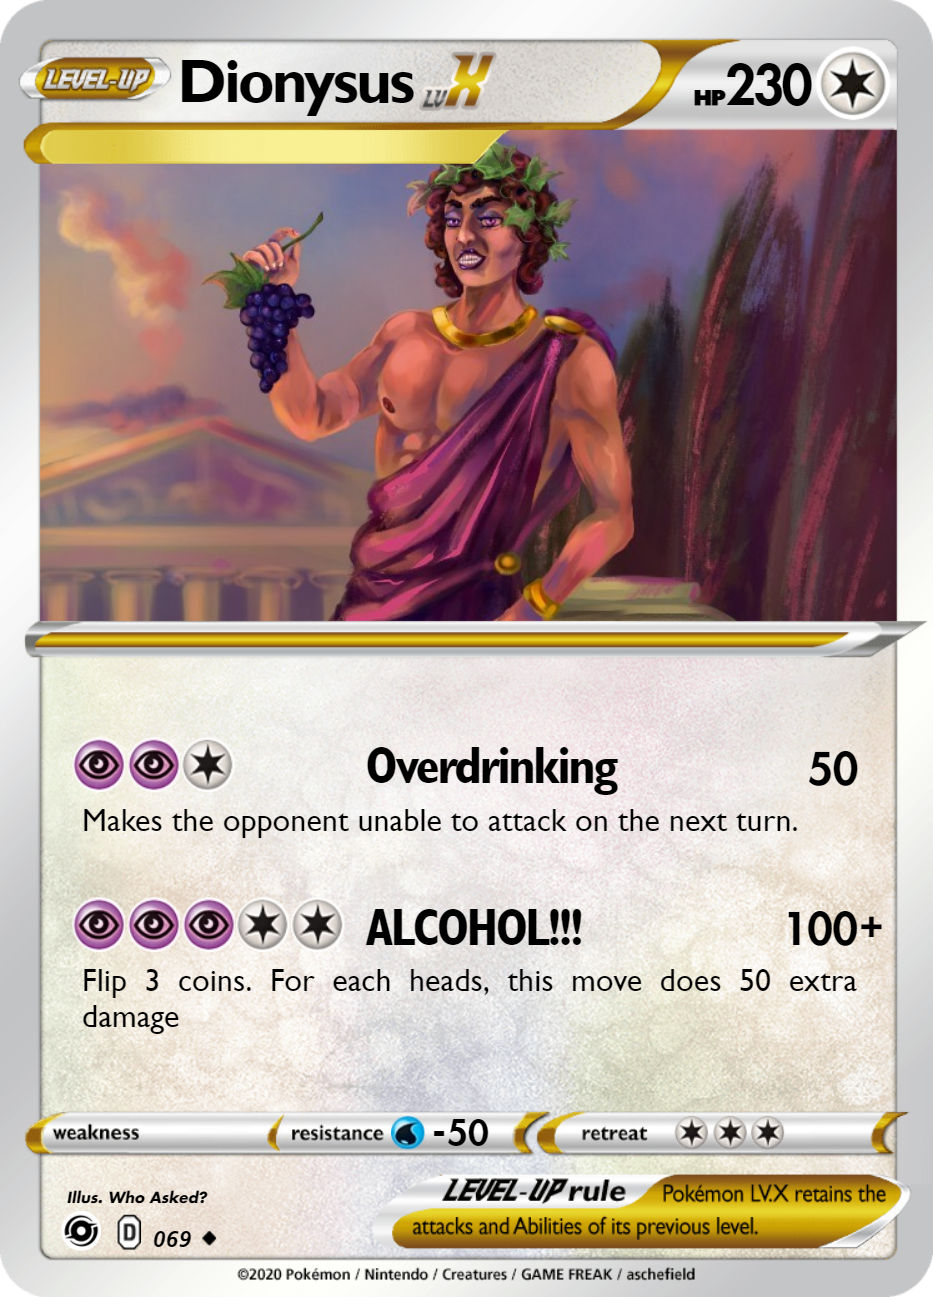 LEVEL-UP Dionysus LV.X HP 230
Overdrinking 50
Makes the opponent unable to attack on the next turn.
ALCOHOL!!! 100+
Flip 3 coins. For each heads, this move does 50 extra
damage
weakness resistance -50 retreat
Illus. Who Asked?
LEVEL-UP rule Pokémon LV.X retains the
attacks and Abilities of its previous level.
D 069
©2020 Pokémon / Nintendo / Creatures / GAME FREAK / aschefield